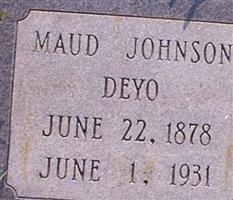 MAUD JOHNSON
DEYO
JUNE 22, 1878
JUNE 1, 1931